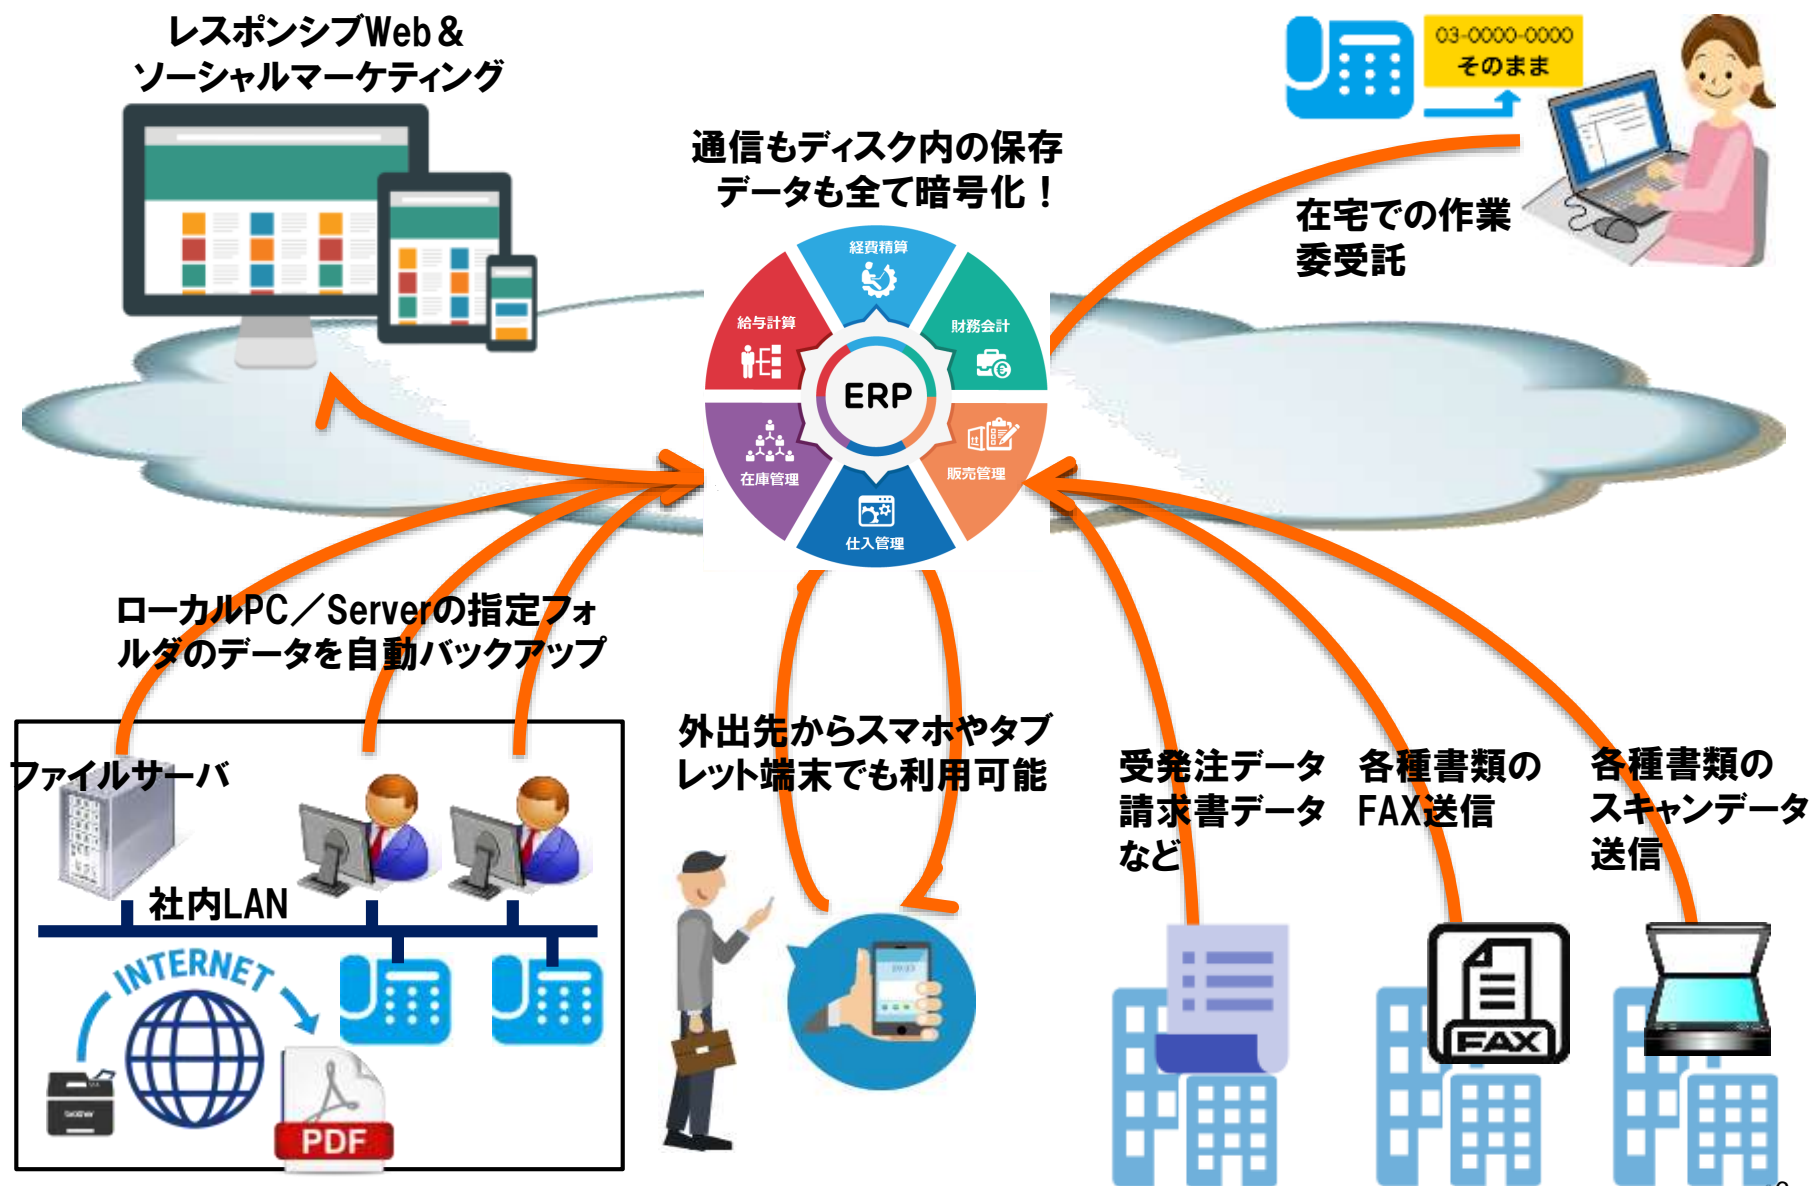 レスポンシブWeb＆
ソーシャルマーケティング
03-0000-0000
そのまま
通信もディスク内の保存
データも全て暗号化！
在宅での作業
委受託
経費精算
給与計算
財務会計
ERP
在庫管理
販売管理
仕入管理
ローカルPC／Serverの指定フォ
ルダのデータを自動バックアップ
外出先からスマホやタブ
レット端末でも利用可能
受発注データ
請求書データ
など
各種書類の
FAX送信
各種書類の
スキャンデータ
送信
ファイルサーバ
社内LAN
INTERNET
brother
PDF
FAX